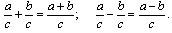 a/c + b/c = (a+b)/c;  a/c − b/c = (a−b)/c.